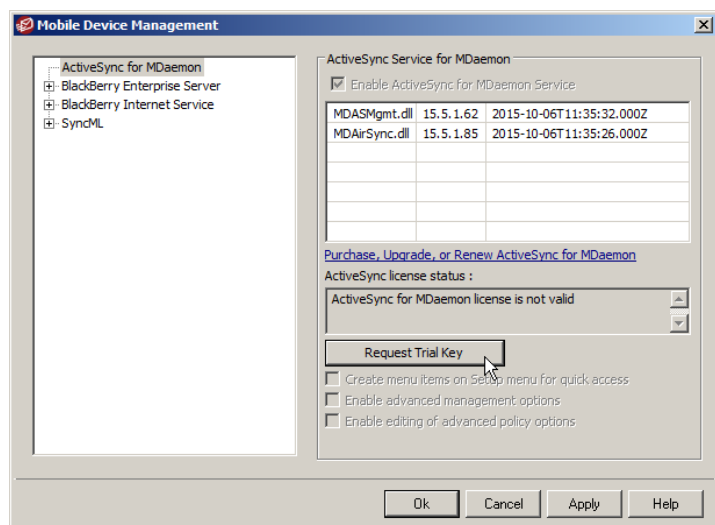 Mobile Device Management
ActiveSync for MDaemon
BlackBerry Enterprise Server
BlackBerry Internet Service
SyncML
ActiveSync Service for MDaemon
Enable ActiveSync for MDaemon Service
MDASMgmt.dll 15.5.1.62 2015-10-06T11:35:32.000Z
MDAirSync.dll 15.5.1.85 2015-10-06T11:35:26.000Z
Purchase, Upgrade, or Renew ActiveSync for MDaemon
ActiveSync license status :
ActiveSync for MDaemon license is not valid
Request Trial Key
Create menu items on Setup menu for quick access
Enable advanced management options
Enable editing of advanced policy options
Ok Cancel Apply Help